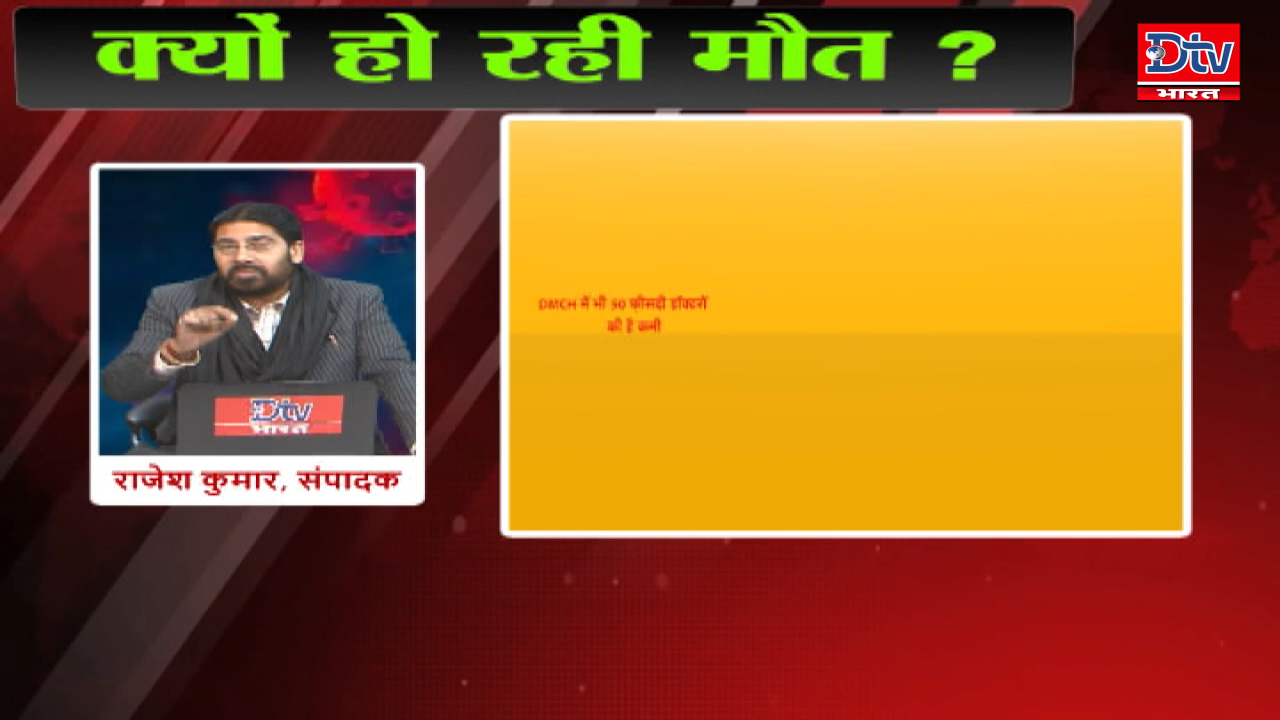 क्यों हो रही मौत ?
Dtv
भारत
DMCH में भी 50 फीसदी डॉक्टरों
की है कमी
Dtv
भारत
राजेश कुमार, संपादक